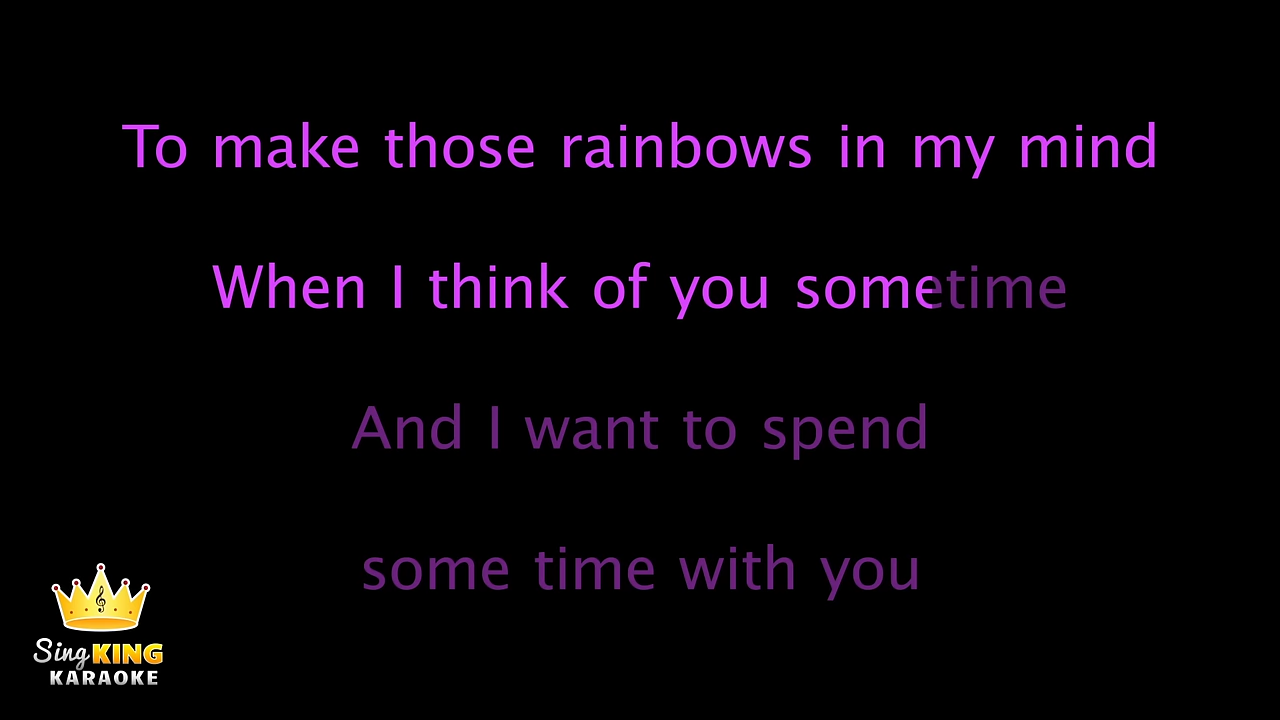 To make those rainbows in my mind
When I think of you sometime
And I want to spend
some time with you
Sing KING
KARAOKE